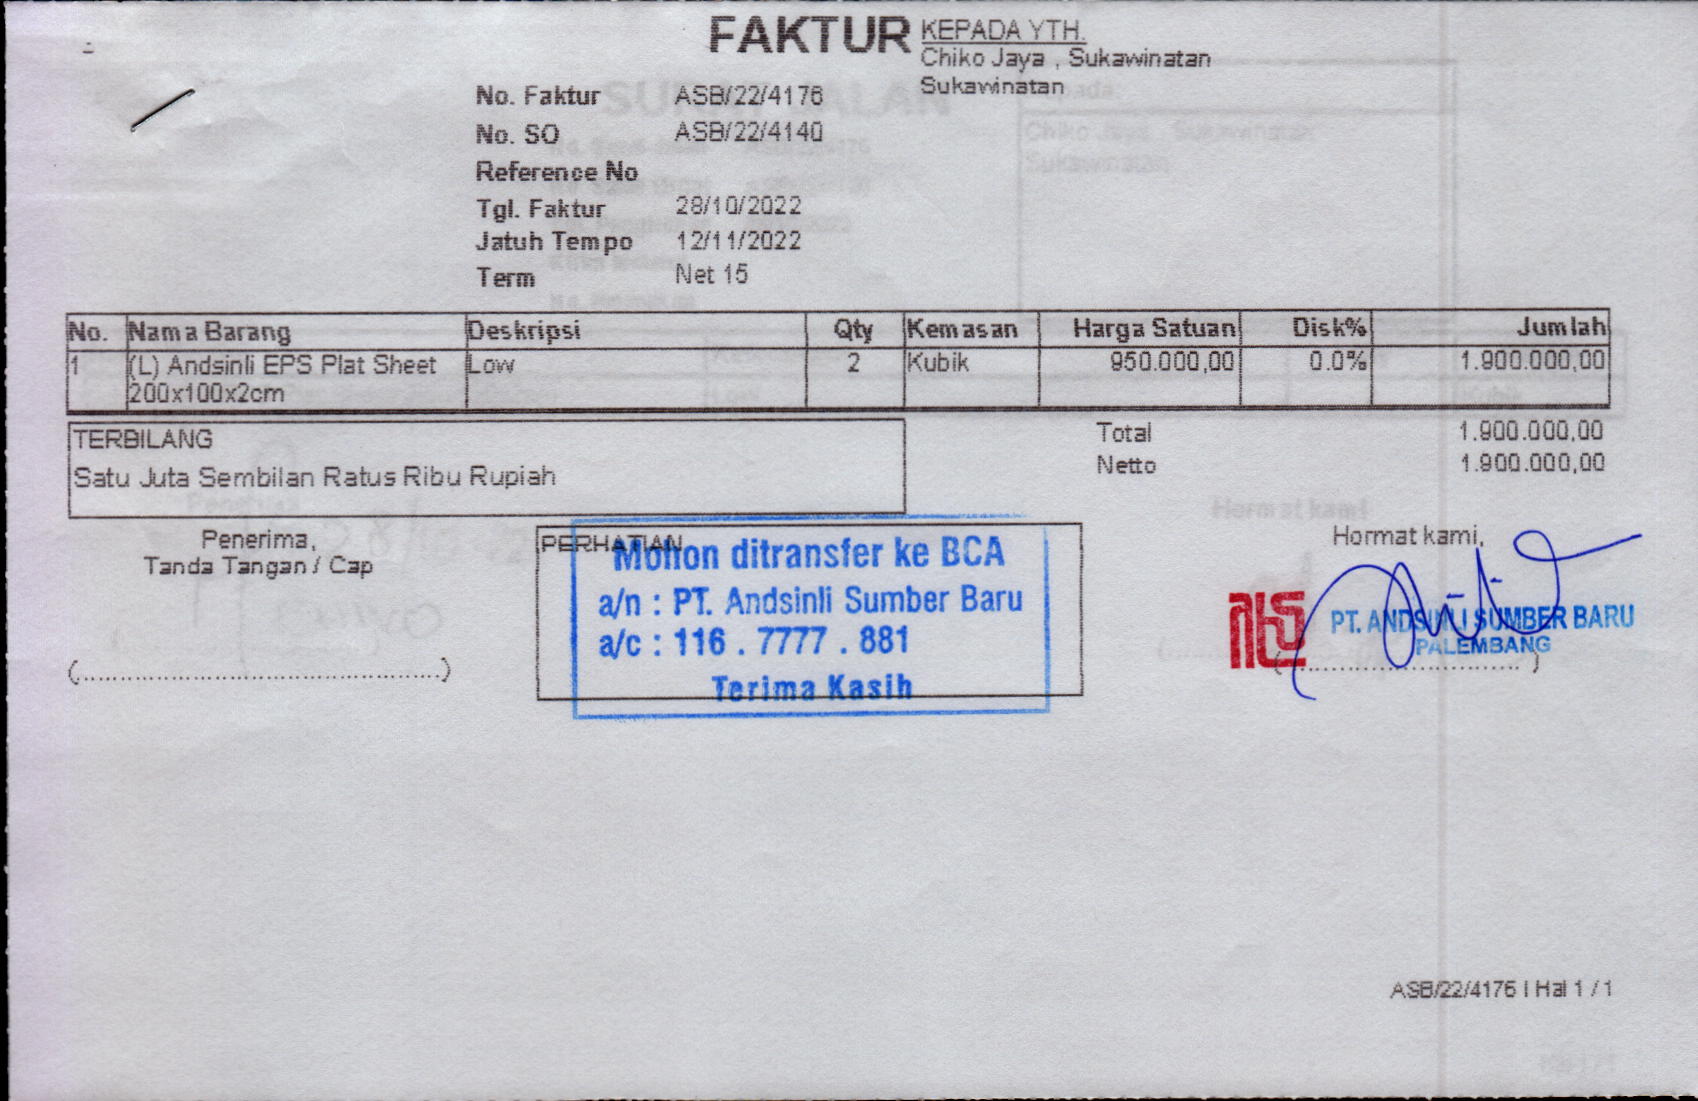 FAKTUR
KEPADA YTH.
Chiko Jaya , Sukawinatan
Sukawinatan
No. Faktur ASB/22/4176
No. SO ASB/22/4140
Reference No
Tgl. Faktur 28/10/2022
Jatuh Tempo 12/11/2022
Term Net 15
No. Nama Barang Deskripsi Qty Kemasan Harga Satuan Disk% Jumlah
1 (L) Andsinli EPS Plat Sheet Low 2 Kubik 950.000,00 0.0% 1.900.000,00
200x100x2cm
TERBILANG
Satu Juta Sembilan Ratus Ribu Rupiah
Total 1.900.000,00
Netto 1.900.000,00
Penerima,
Tanda Tangan / Cap
(..................................................)
PERHATIAN
Mohon ditransfer ke BCA
a/n : PT. Andsinli Sumber Baru
a/c : 116 . 7777 . 881
Terima Kasih
Hormat kami,
PT. ANDSINLI SUMBER BARU
PALEMBANG
(..................................)
ASB/22/4176 | Hal 1 / 1